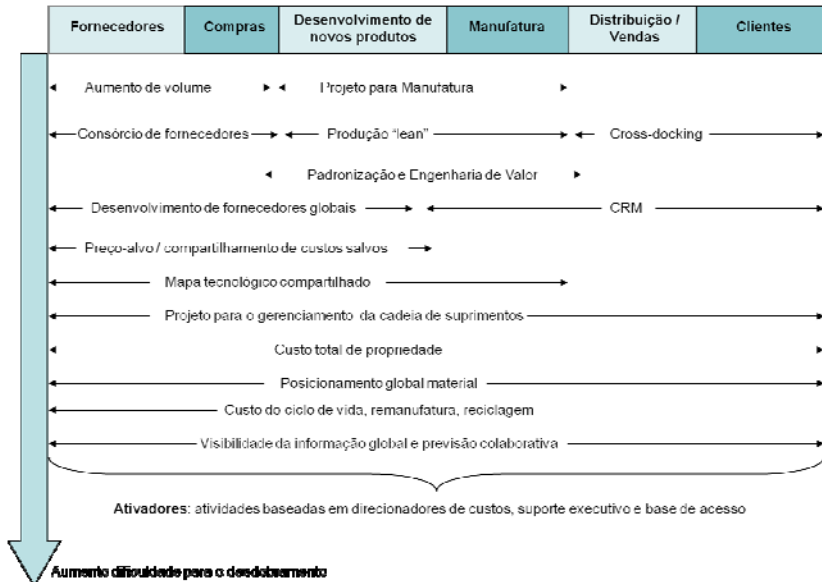 Fornecedores
Compras
Desenvolvimento de
novos produtos
Manufatura
Distribuição /
Vendas
Clientes
Aumento de volume
Projeto para Manufatura
Consórcio de fornecedores
Produção “lean”
Cross-docking
Padronização e Engenharia de Valor
Desenvolvimento de fornecedores globais
CRM
Preço-alvo / compartilhamento de custos salvos
Mapa tecnológico compartilhado
Projeto para o gerenciamento da cadeia de suprimentos
Custo total de propriedade
Posicionamento global material
Custo do ciclo de vida, remanufatura, reciclagem
Visibilidade da informação global e previsão colaborativa
Ativadores: atividades baseadas em direcionadores de custos, suporte executivo e base de acesso
Aumento dificuldade para o desdobramento